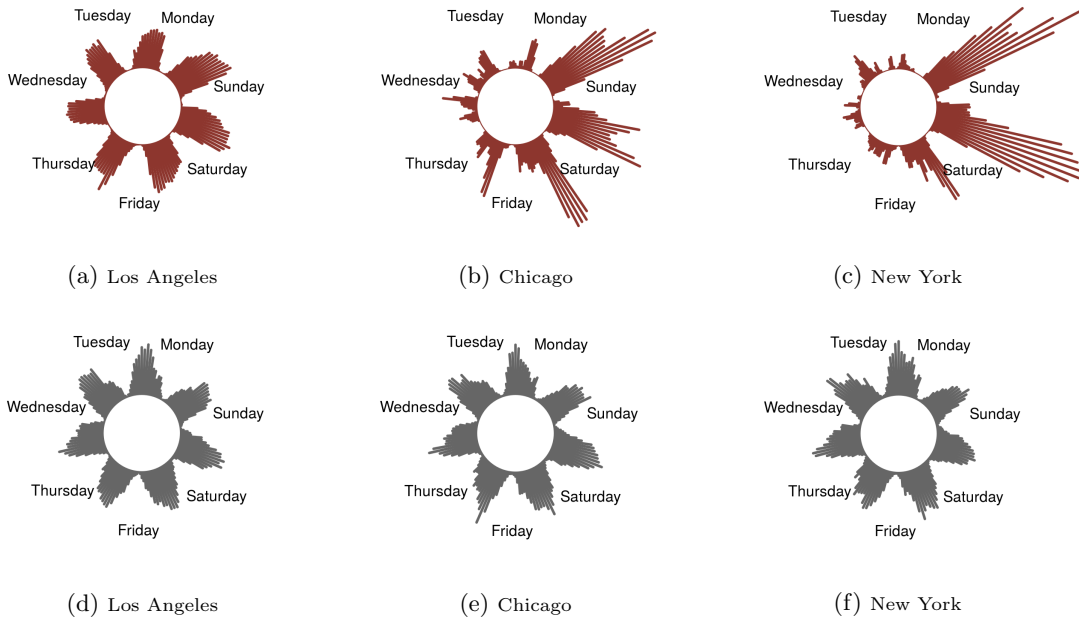 Tuesday Monday
Wednesday Sunday
Thursday Saturday
Friday
(a) Los Angeles
Tuesday Monday
Wednesday Sunday
Thursday Saturday
Friday
(b) Chicago
Tuesday Monday
Wednesday Sunday
Thursday Saturday
Friday
(c) New York
Tuesday Monday
Wednesday Sunday
Thursday Saturday
Friday
(d) Los Angeles
Tuesday Monday
Wednesday Sunday
Thursday Saturday
Friday
(e) Chicago
Tuesday Monday
Wednesday Sunday
Thursday Saturday
Friday
(f) New York